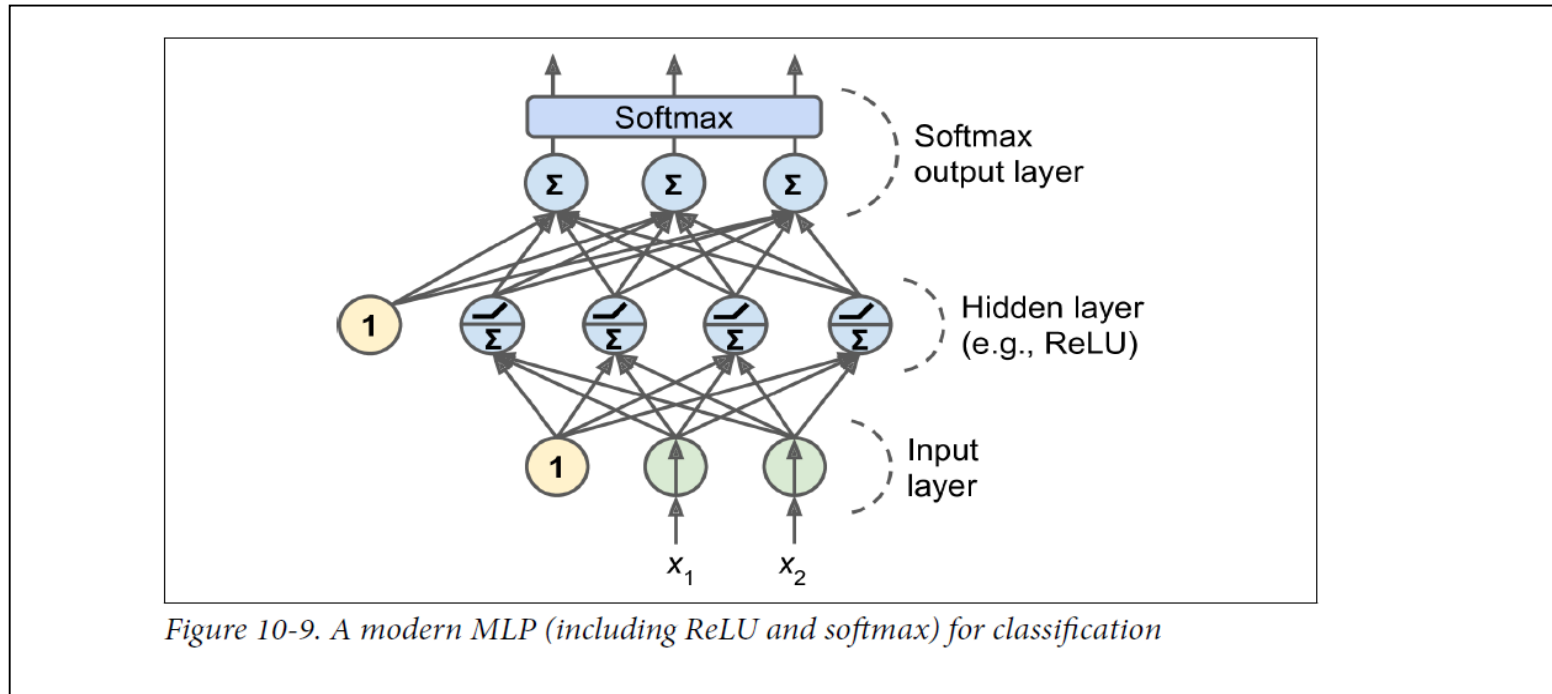 Softmax
Softmax
output layer
Σ Σ Σ
1 Σ Σ Σ Σ
Hidden layer
(e.g., ReLU)
1
Input
layer
x₁ x₂
Figure 10-9. A modern MLP (including ReLU and softmax) for classification